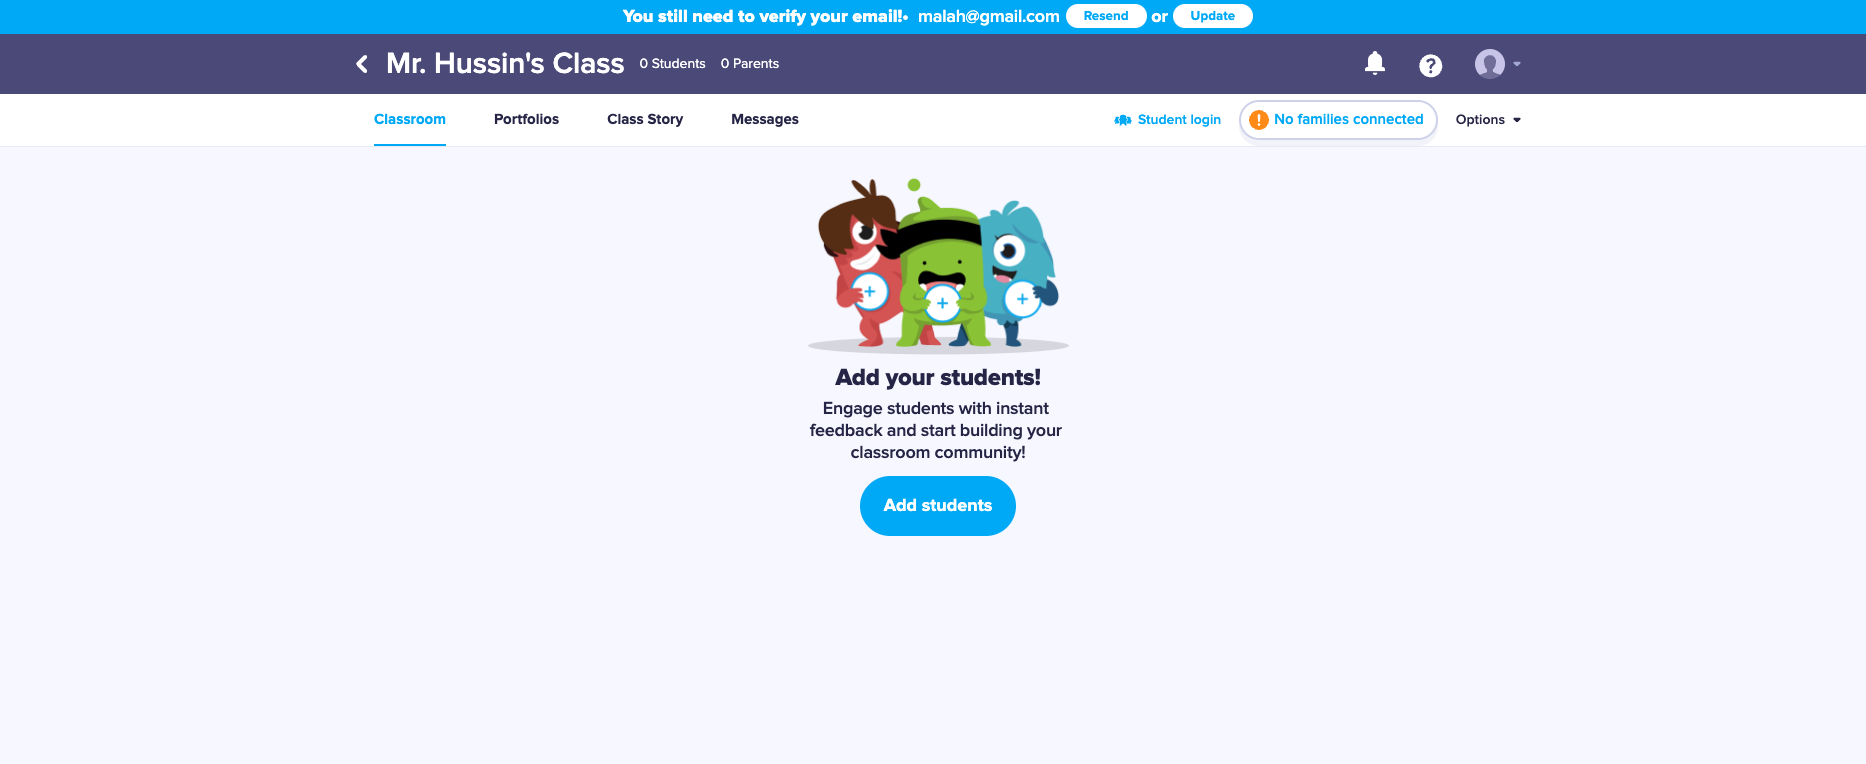 You still need to verify your email!• malah@gmail.com Resend or Update
Mr. Hussin's Class 0 Students 0 Parents
Classroom Portfolios Class Story Messages Student login No families connected Options
Add your students!
Engage students with instant
feedback and start building your
classroom community!
Add students